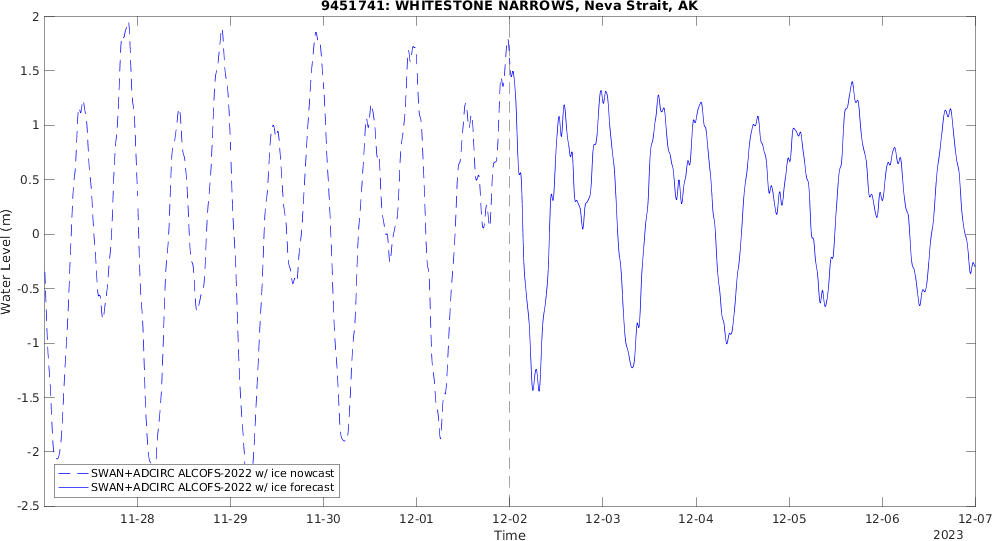 9451741: WHITESTONE NARROWS, Neva Strait, AK
Water Level (m)
2
1.5
1
0.5
0
-0.5
-1
-1.5
-2
-2.5
SWAN+ADCIRC ALCOFS-2022 w/ ice nowcast
SWAN+ADCIRC ALCOFS-2022 w/ ice forecast
11-28 11-29 11-30 12-01 12-02 12-03 12-04 12-05 12-06 12-07
Time
2023